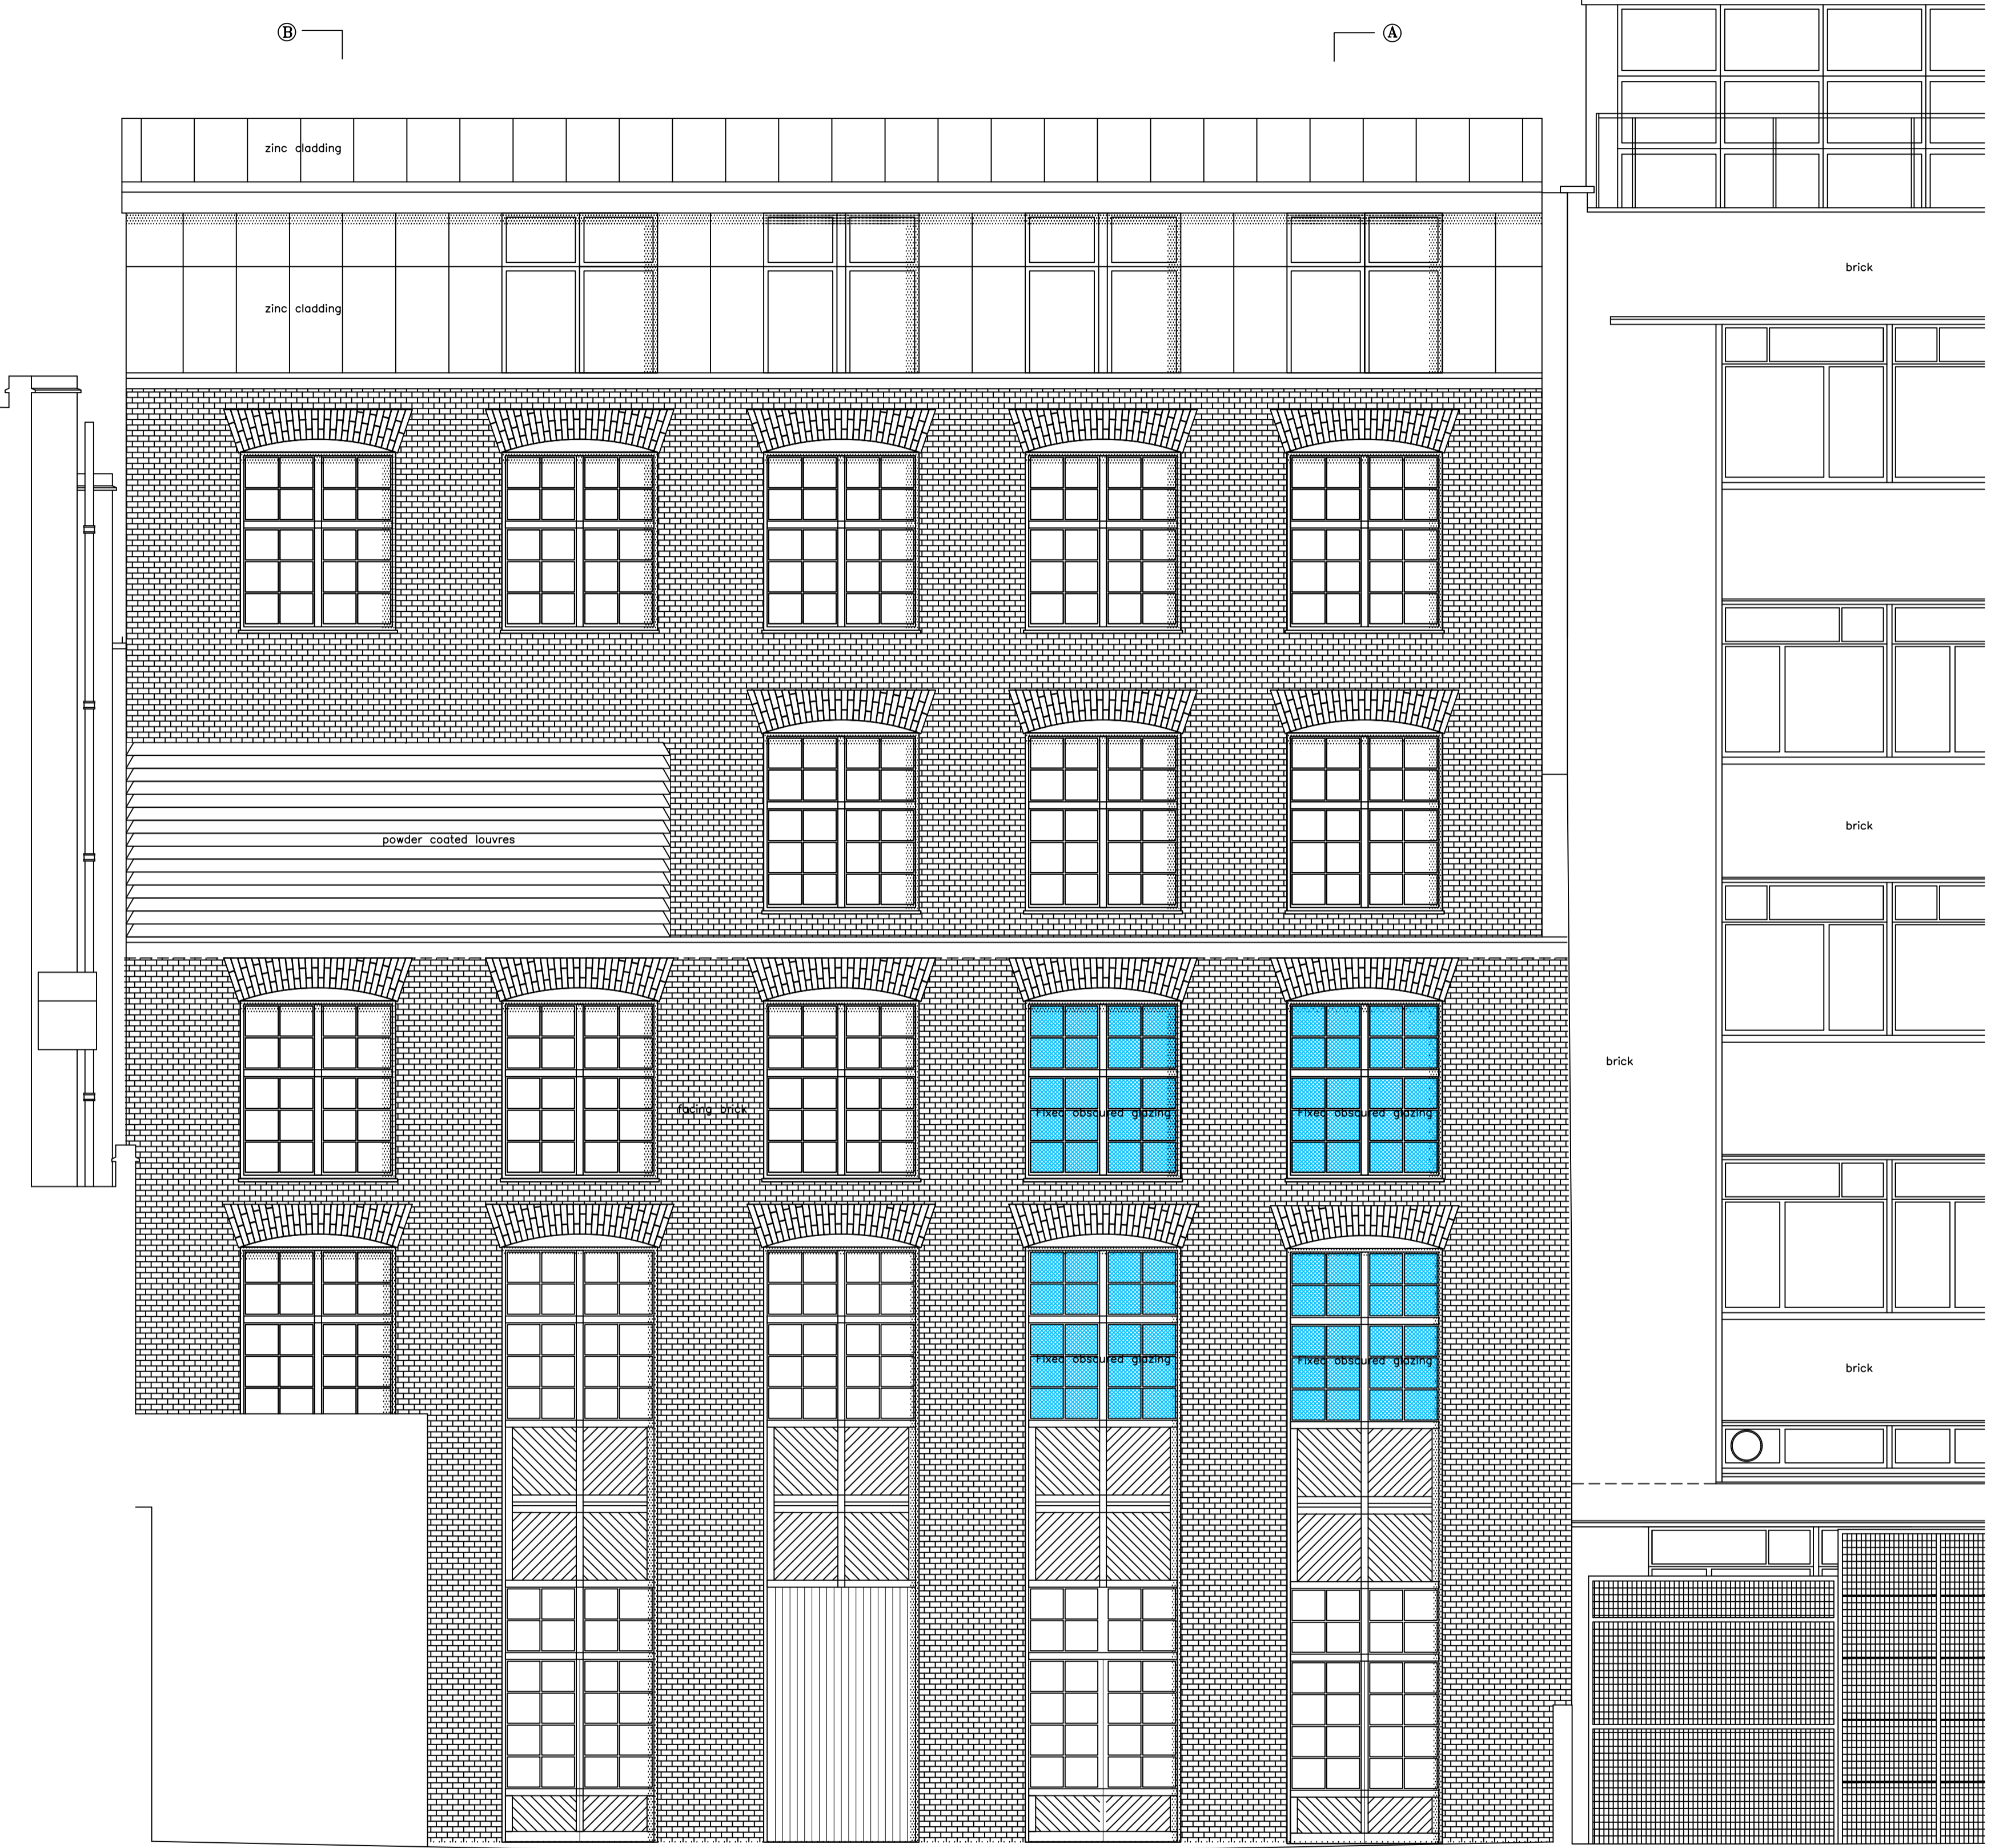 B
A
zinc cladding
brick
zinc cladding
brick
powder coated louvres
brick
facing brick
Fixed obscured glazing
Fixed obscured glazing
Fixed obscured glazing
Fixed obscured glazing
brick